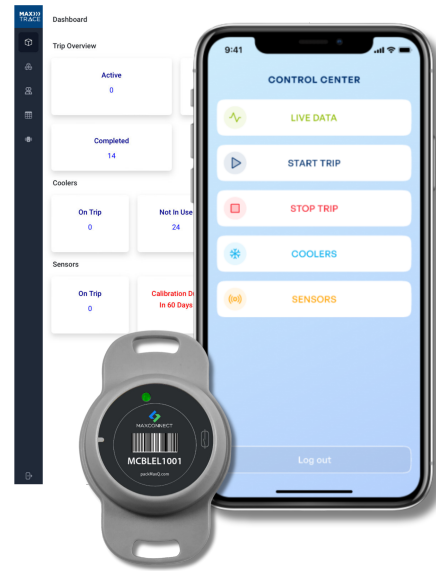 MAX)))
TRACE
Dashboard
Trip Overview
Active
0
Completed
14
Coolers
On Trip
0
Not In Use
24
Sensors
On Trip
0
Calibration D
In 60 Days
9:41
CONTROL CENTER
LIVE DATA
START TRIP
STOP TRIP
COOLERS
SENSORS
Log out
MAXCONNECT
MCBLEL1001
packMaxQ.com